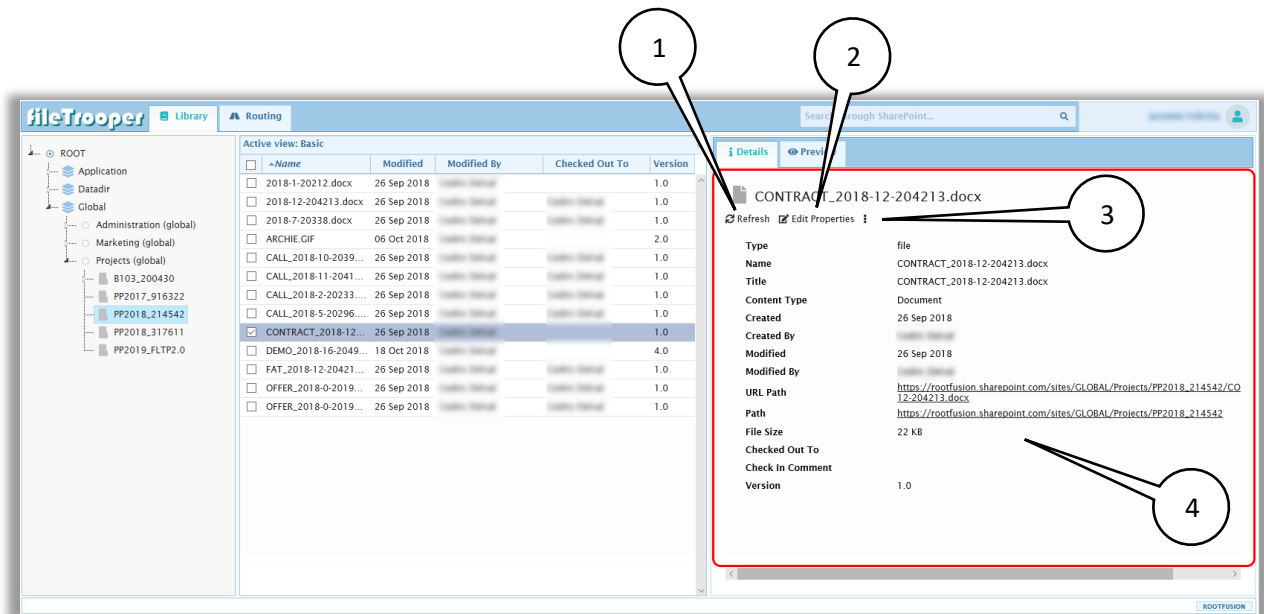 1
2
fileTrooper
Library
Routing
Search through SharePoint...
ROOT
Application
Datadir
Global
Administration (global)
Marketing (global)
Projects (global)
B103_200430
PP2017_916322
PP2018_214542
PP2018_317611
PP2019_FLTP2.0
Active view: Basic
Name Modified Modified By Checked Out To Version
2018-1-20212.docx 26 Sep 2018 1.0
2018-12-204213.docx 26 Sep 2018 1.0
2018-7-20338.docx 26 Sep 2018 1.0
ARCHIE.GIF 06 Oct 2018 2.0
CALL_2018-10-2039... 26 Sep 2018 1.0
CALL_2018-11-2041... 26 Sep 2018 1.0
CALL_2018-2-20233.... 26 Sep 2018 1.0
CALL_2018-5-20296.... 26 Sep 2018 1.0
CONTRACT_2018-12... 26 Sep 2018 1.0
DEMO_2018-16-2049... 18 Oct 2018 4.0
FAT_2018-12-20421... 26 Sep 2018 1.0
OFFER_2018-0-2019... 26 Sep 2018 1.0
OFFER_2018-0-2019... 26 Sep 2018 1.0
Details
Preview
CONTRACT_2018-12-204213.docx
Refresh Edit Properties
3
Type file
Name CONTRACT_2018-12-204213.docx
Title CONTRACT_2018-12-204213.docx
Content Type Document
Created 26 Sep 2018
Created By
Modified 26 Sep 2018
Modified By
URL Path https://rootfusion.sharepoint.com/sites/GLOBAL/Projects/PP2018_214542/CO
12-204213.docx
Path https://rootfusion.sharepoint.com/sites/GLOBAL/Projects/PP2018_214542
File Size 22 KB
Checked Out To
Check In Comment
Version 1.0
4
ROOTFUSION